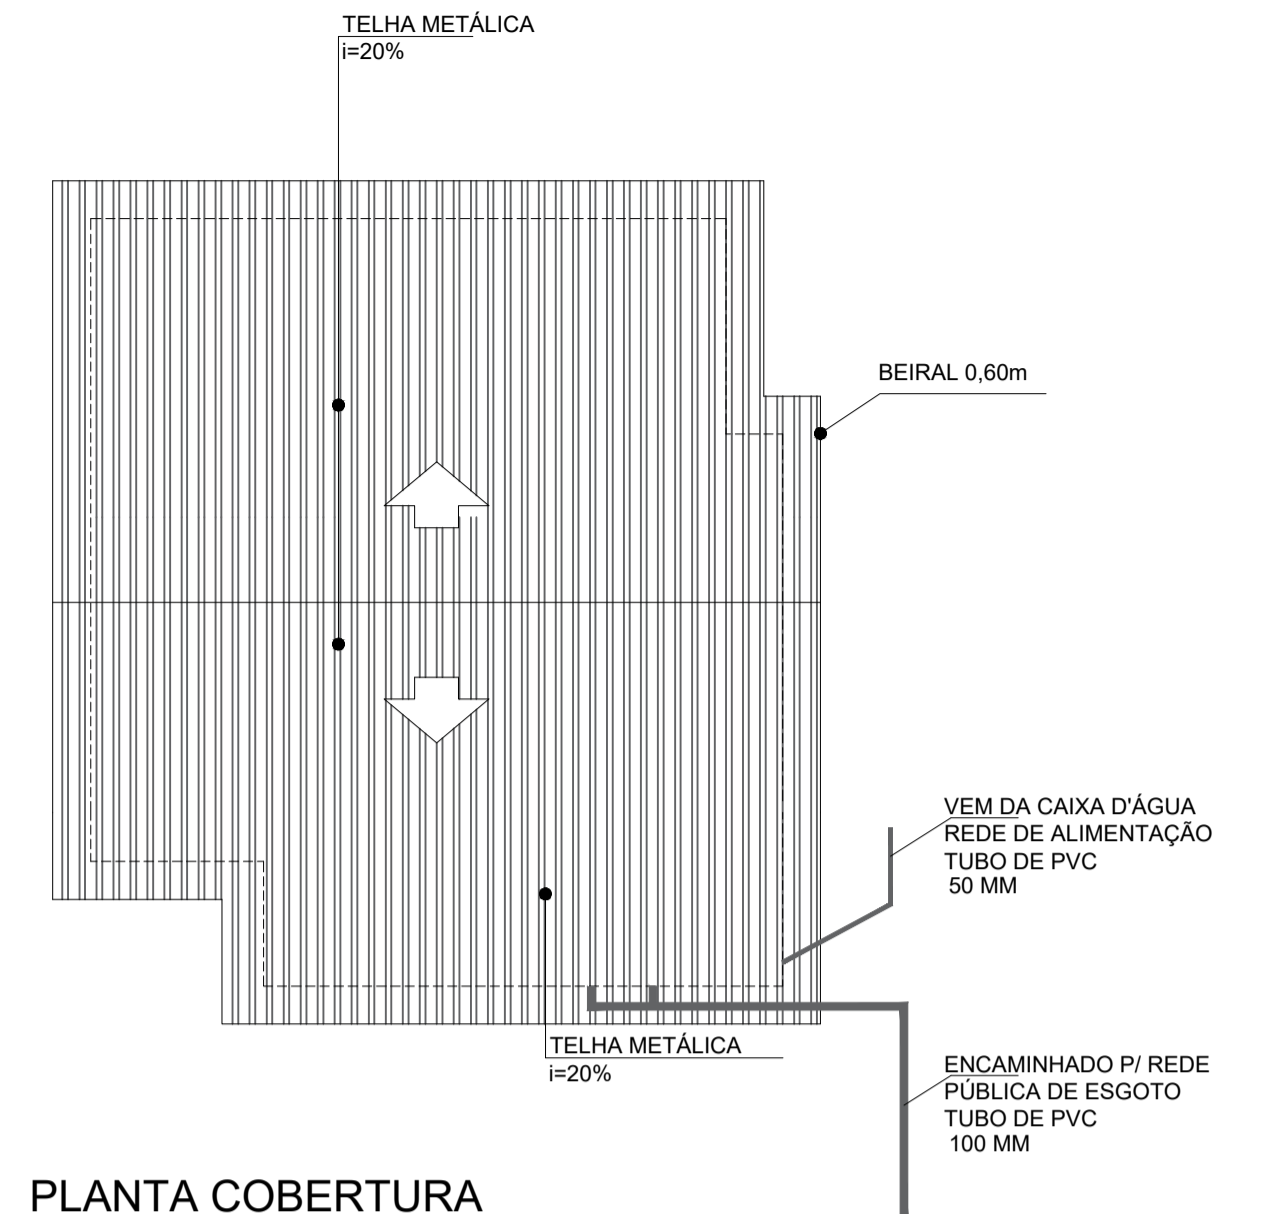 TELHA METÁLICA
i=20%
BEIRAL 0,60m
VEM DA CAIXA D'ÁGUA
REDE DE ALIMENTAÇÃO
TUBO DE PVC
50 MM
TELHA METÁLICA
i=20%
ENCAMINHADO P/ REDE
PÚBLICA DE ESGOTO
TUBO DE PVC
100 MM
PLANTA COBERTURA